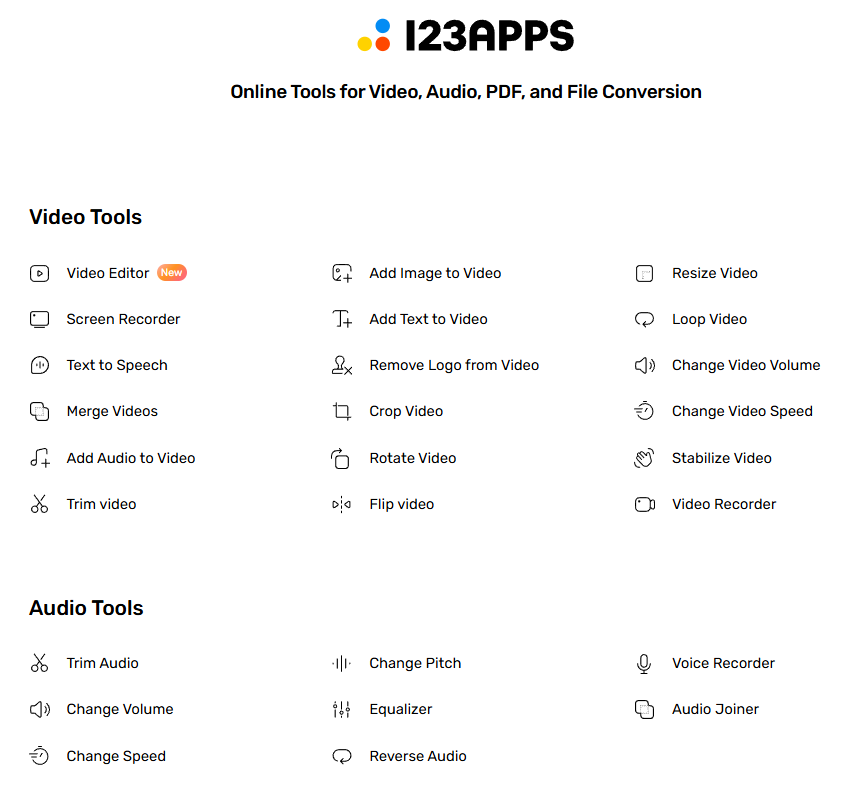 123APPS
Online Tools for Video, Audio, PDF, and File Conversion
Video Tools
Video Editor New
Add Image to Video
Resize Video
Screen Recorder
Add Text to Video
Loop Video
Text to Speech
Remove Logo from Video
Change Video Volume
Merge Videos
Crop Video
Change Video Speed
Add Audio to Video
Rotate Video
Stabilize Video
Trim video
Flip video
Video Recorder
Audio Tools
Trim Audio
Change Pitch
Voice Recorder
Change Volume
Equalizer
Audio Joiner
Change Speed
Reverse Audio